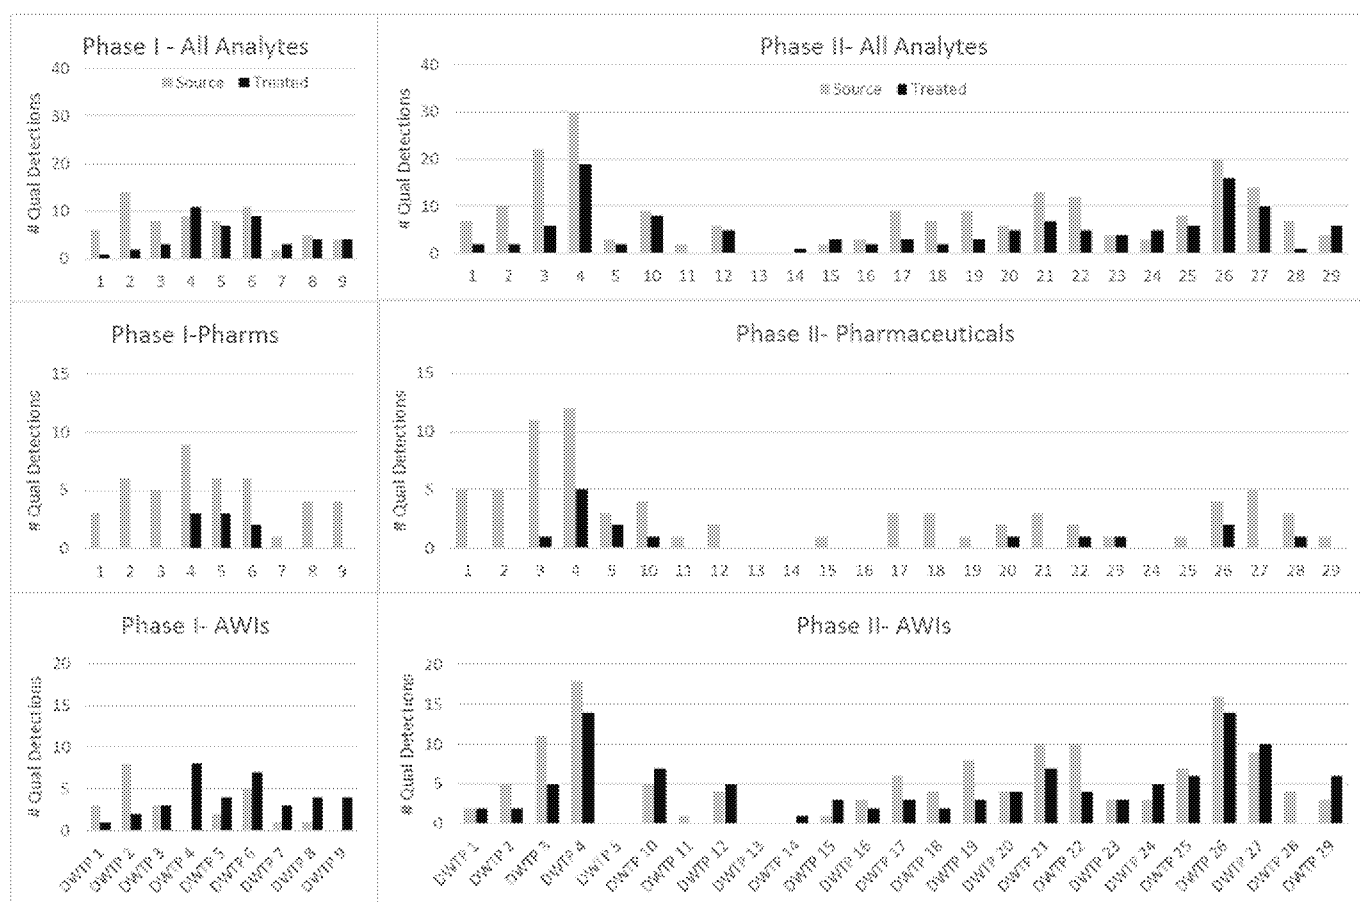 Phase I - All Analytes
40
30
20
10
0
# Qual Detections
Source Treated
1 2 3 4 5 6 7 8 9
Phase II- All Analytes
40
30
20
10
0
# Qual Detections
Source Treated
1 2 3 4 5 10 11 12 13 14 15 16 17 18 19 20 21 22 23 24 25 26 27 28 29
Phase I-Pharms
15
10
5
0
# Qual Detections
1 2 3 4 5 6 7 8 9
Phase II- Pharmaceuticals
15
10
5
0
# Qual Detections
1 2 3 4 5 10 11 12 13 14 15 16 17 18 19 20 21 22 23 24 25 26 27 28 29
Phase I- AWIs
20
15
10
5
0
# Qual Detections
DWTP 1
DWTP 2
DWTP 3
DWTP 4
DWTP 5
DWTP 6
DWTP 7
DWTP 8
DWTP 9
Phase II- AWIs
20
15
10
5
0
# Qual Detections
DWTP 1
DWTP 2
DWTP 3
DWTP 4
DWTP 5
DWTP 10
DWTP 11
DWTP 12
DWTP 13
DWTP 14
DWTP 15
DWTP 16
DWTP 17
DWTP 18
DWTP 19
DWTP 20
DWTP 21
DWTP 22
DWTP 23
DWTP 24
DWTP 25
DWTP 26
DWTP 27
DWTP 28
DWTP 29